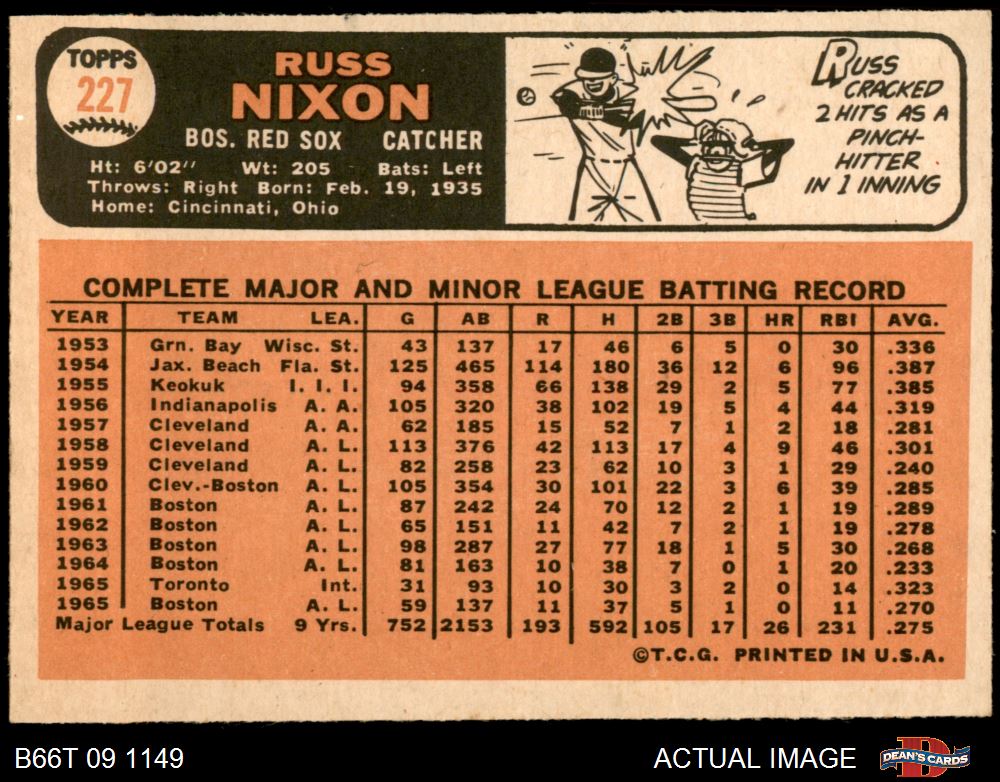 TOPPS
227
RUSS
NIXON
BOS. RED SOX CATCHER
Ht: 6'02" Wt: 205 Bats: Left
Throws: Right Born: Feb. 19, 1935
Home: Cincinnati, Ohio
RUSS
CRACKED
2 HITS AS A
PINCH-
HITTER
IN 1 INNING
COMPLETE MAJOR AND MINOR LEAGUE BATTING RECORD
YEAR TEAM LEA. G AB R H 2B 3B HR RBI AVG.
1953 Grn. Bay Wisc. St. 43 137 17 46 6 5 0 30 .336
1954 Jax. Beach Fla. St. 125 465 114 180 36 12 6 96 .387
1955 Keokuk I. I. I. 94 358 66 138 29 2 5 77 .385
1956 Indianapolis A. A. 105 320 38 102 19 5 4 44 .319
1957 Cleveland A. A. 62 185 15 52 7 1 2 18 .281
1958 Cleveland A. L. 113 376 42 113 17 4 9 46 .301
1959 Cleveland A. L. 82 258 23 62 10 3 1 29 .240
1960 Clev.-Boston A. L. 105 354 30 101 22 3 6 39 .285
1961 Boston A. L. 87 242 24 70 12 2 1 19 .289
1962 Boston A. L. 65 151 11 42 7 2 1 19 .278
1963 Boston A. L. 98 287 27 77 18 1 5 30 .268
1964 Boston A. L. 81 163 10 38 7 0 1 20 .233
1965 Toronto Int. 31 93 10 30 3 2 0 14 .323
1965 Boston A. L. 59 137 11 37 5 1 0 11 .270
Major League Totals 9 Yrs. 752 2153 193 592 105 17 26 231 .275
©T.C.G. PRINTED IN U.S.A.
B66T 09 1149 ACTUAL IMAGE DEAN'S CARDS